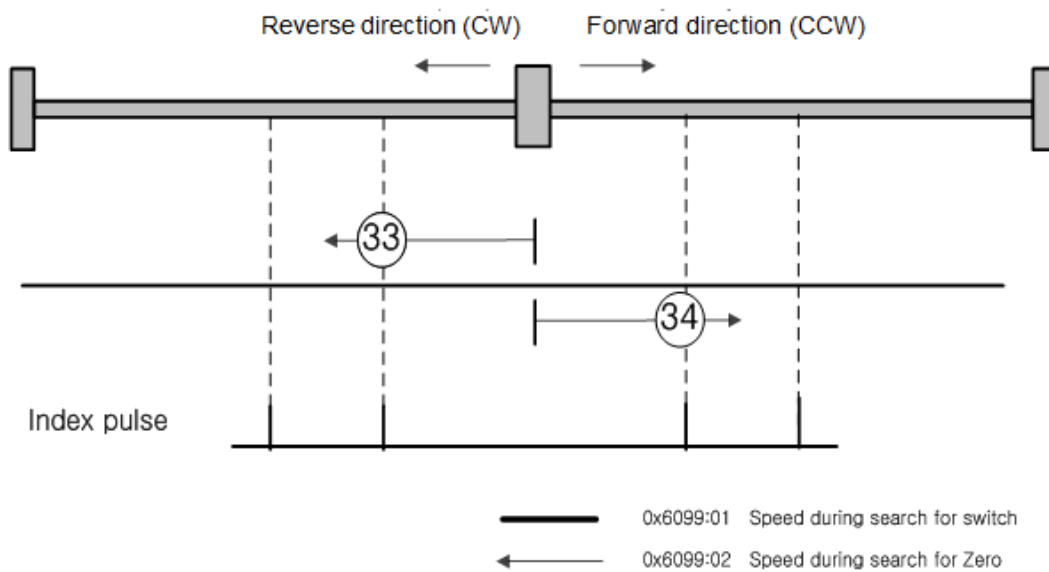 Reverse direction (CW) Forward direction (CCW)
33
34
Index pulse
0x6099:01 Speed during search for switch
0x6099:02 Speed during search for Zero